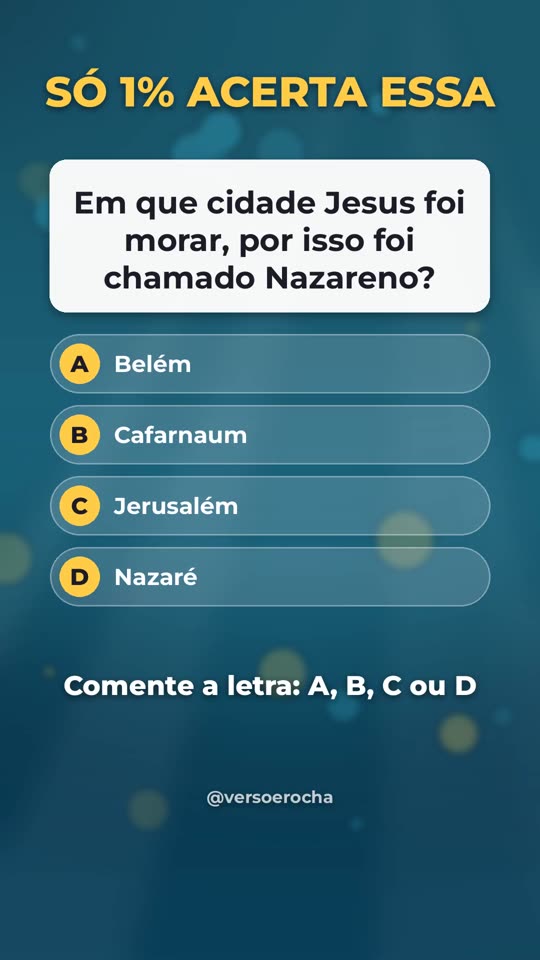 SÓ 1% ACERTA ESSA
Em que cidade Jesus foi
morar, por isso foi
chamado Nazareno?
A Belém
B Cafarnaum
C Jerusalém
D Nazaré
Comente a letra: A, B, C ou D
@versoerocha